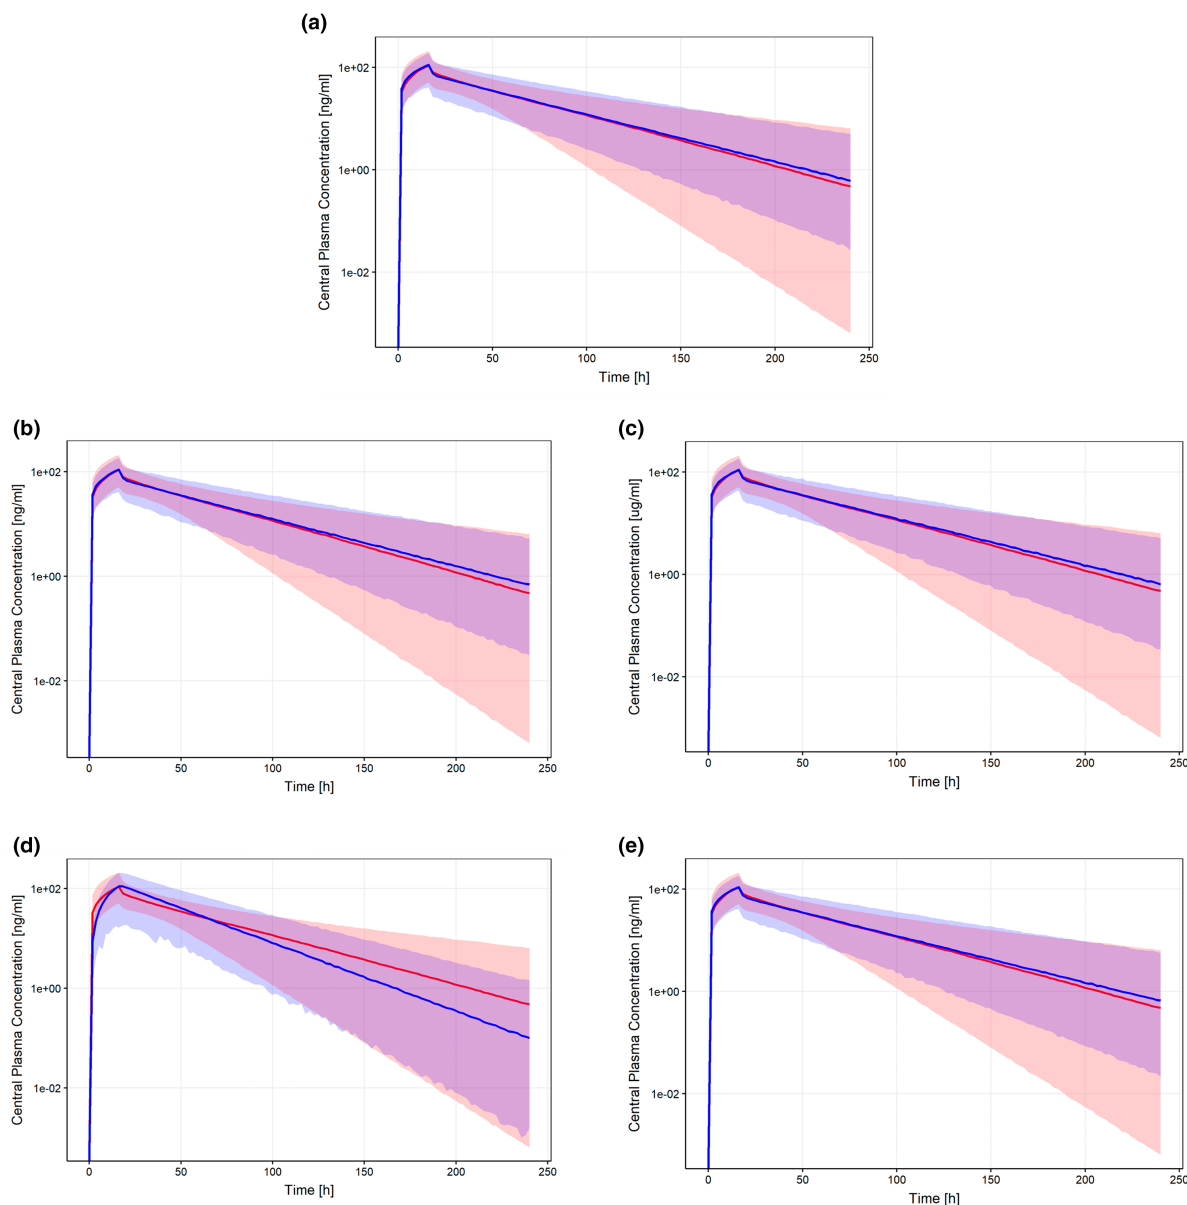 (a)
Central Plasma Concentration [ng/ml]
1e+02
1e+00
1e-02
0 50 100 150 200 250
Time [h]
(b)
Central Plasma Concentration [ng/ml]
1e+02
1e+00
1e-02
0 50 100 150 200 250
Time [h]
(c)
Central Plasma Concentration [ug/ml]
1e+02
1e+00
1e-02
0 50 100 150 200 250
Time [h]
(d)
Central Plasma Concentration [ng/ml]
1e+02
1e+00
1e-02
0 50 100 150 200 250
Time [h]
(e)
Central Plasma Concentration [ng/ml]
1e+02
1e+00
1e-02
0 50 100 150 200 250
Time [h]